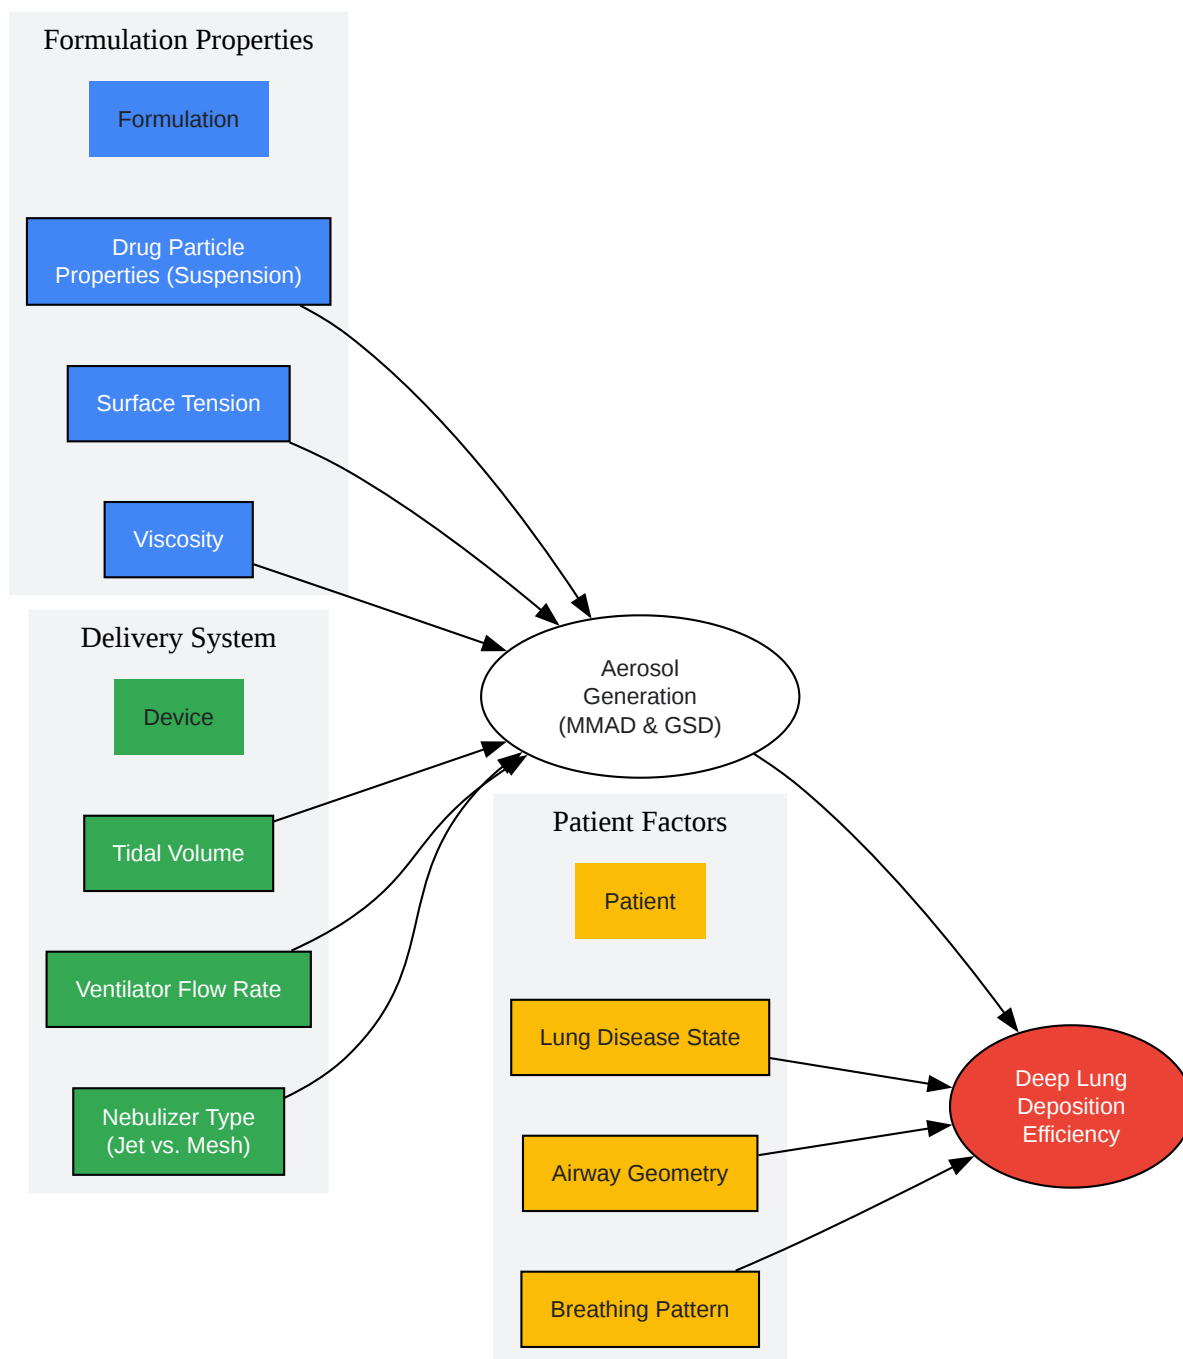 Formulation Properties
Formulation
Drug Particle
Properties (Suspension)
Surface Tension
Viscosity
Delivery System
Device
Tidal Volume
Ventilator Flow Rate
Nebulizer Type
(Jet vs. Mesh)
Aerosol
Generation
(MMAD & GSD)
Patient Factors
Patient
Lung Disease State
Airway Geometry
Breathing Pattern
Deep Lung
Deposition
Efficiency